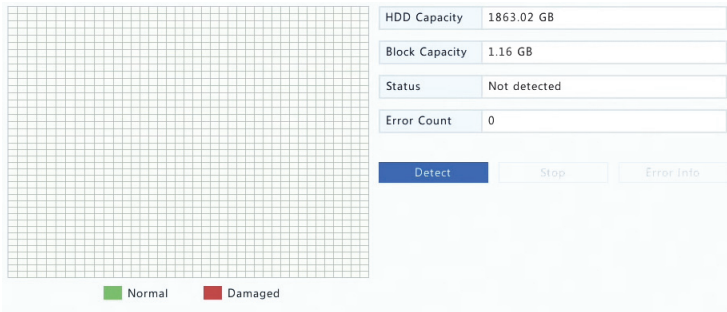 HDD Capacity 1863.02 GB
Block Capacity 1.16 GB
Status Not detected
Error Count 0
Detect Stop Error Info
Normal Damaged